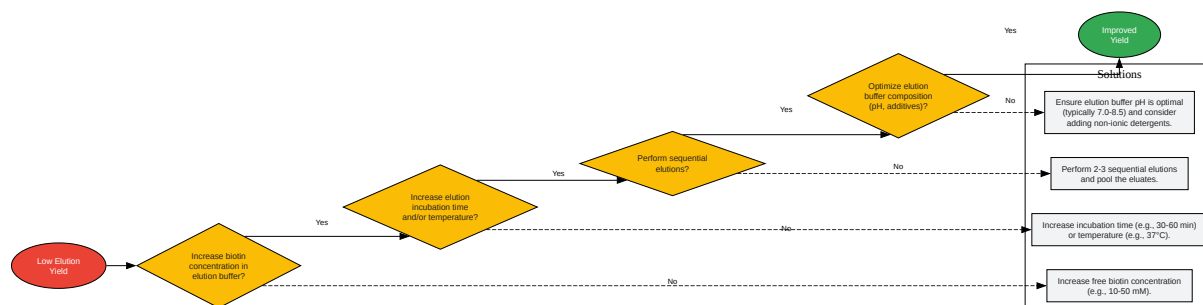 Low Elution
Yield
Increase biotin
concentration in
elution buffer?
Yes
No
Increase elution
incubation time
and/or temperature?
Yes
No
Perform sequential
elutions?
Yes
No
Optimize elution
buffer composition
(pH, additives)?
Yes
No
Improved
Yield
Solutions
Ensure elution buffer pH is optimal
(typically 7.0-8.5) and consider
adding non-ionic detergents.
Perform 2-3 sequential elutions
and pool the eluates.
Increase incubation time (e.g., 30-60 min)
or temperature (e.g., 37°C).
Increase free biotin concentration
(e.g., 10-50 mM).